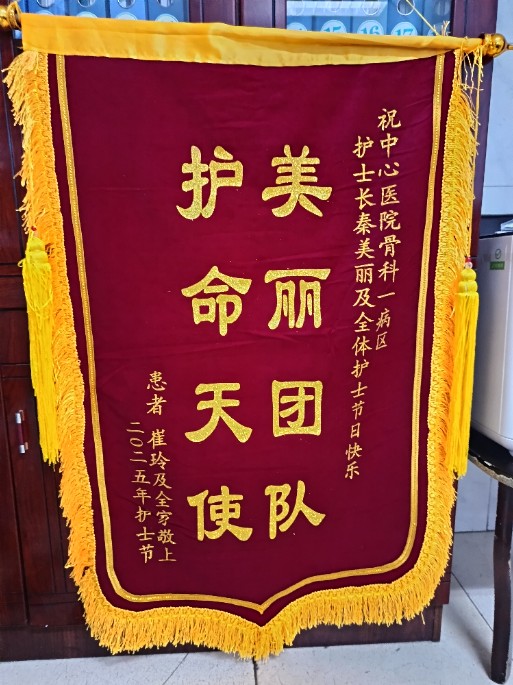 祝中心医院骨科一病区
护士长秦美丽及全体护士节日快乐
美丽团队
护命天使
患者 崔玲及全家敬上
二〇二五年护士节